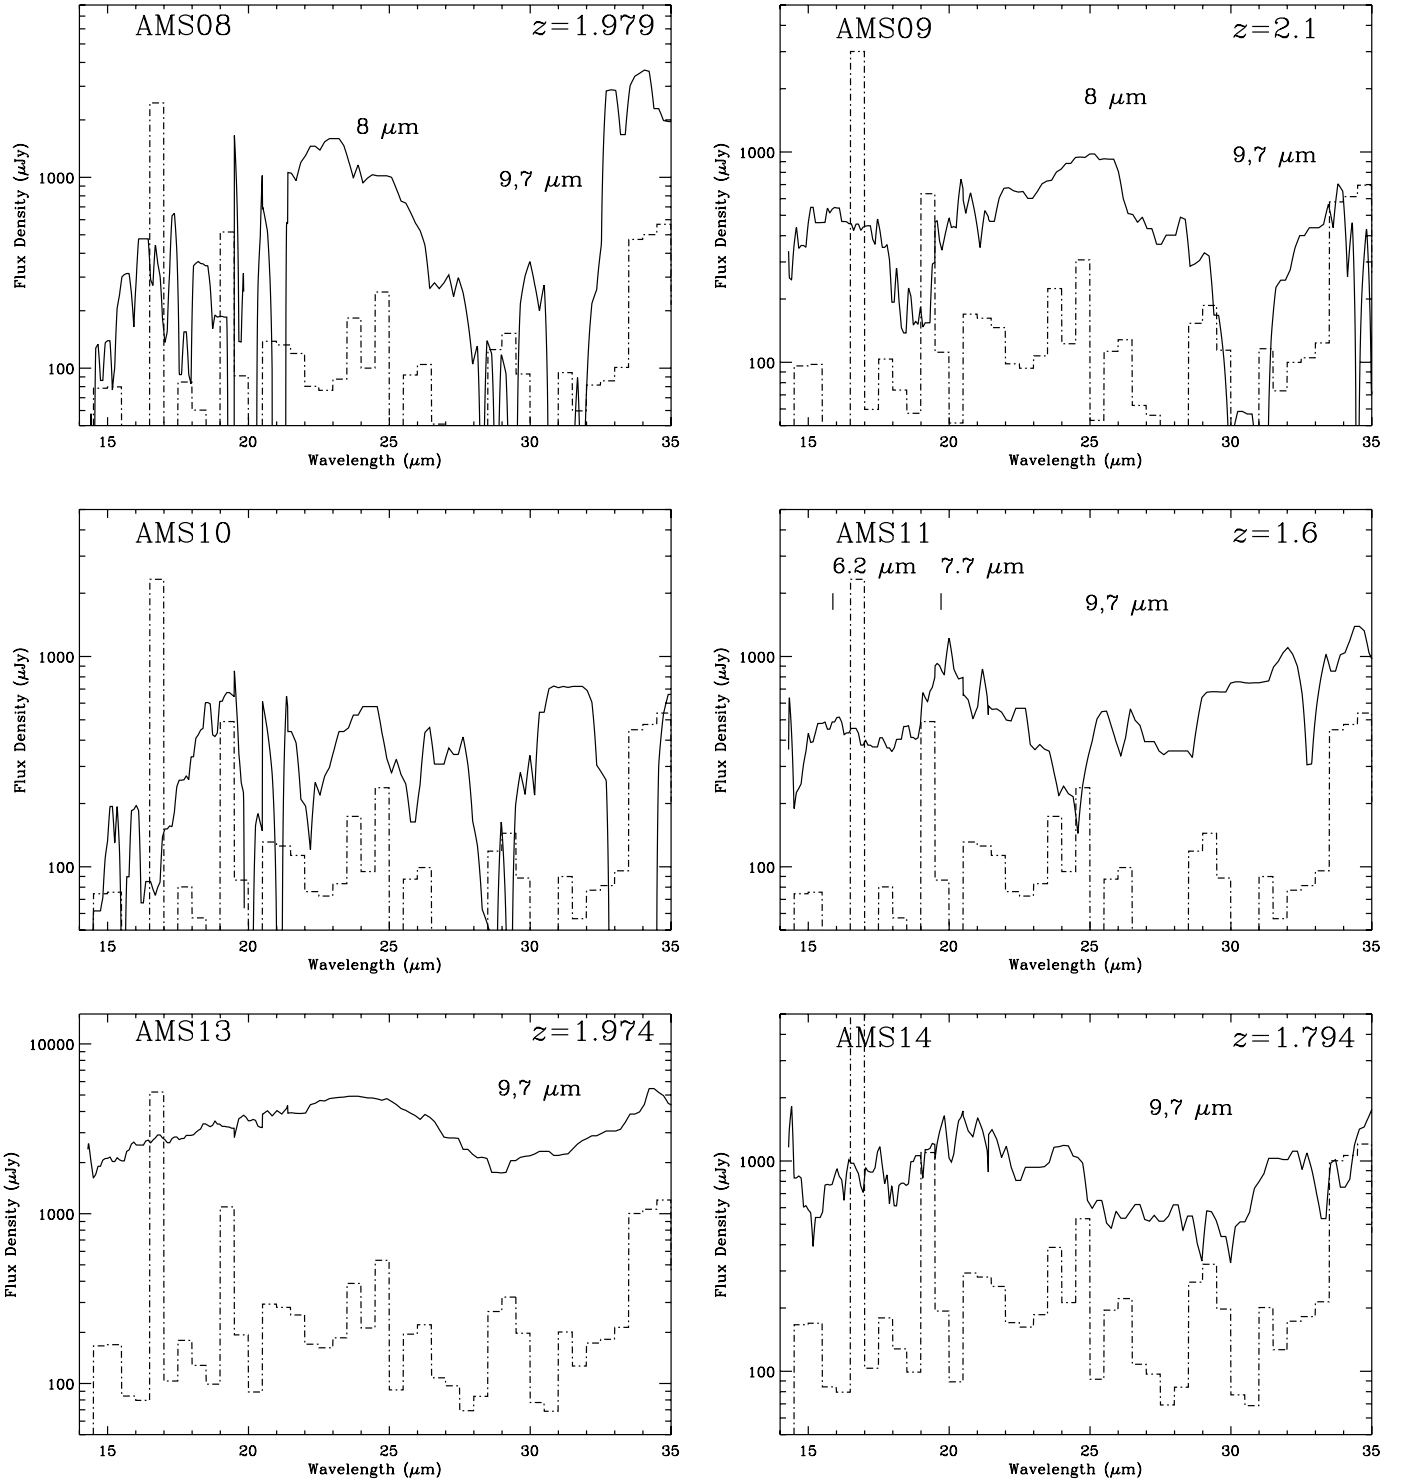 AMS08 z=1.979
8 μm
9,7 μm
Flux Density (μJy)
1000
100
15 20 25 30 35
Wavelength (μm)
AMS09 z=2.1
8 μm
9,7 μm
Flux Density (μJy)
1000
100
15 20 25 30 35
Wavelength (μm)
AMS10
Flux Density (μJy)
1000
100
15 20 25 30 35
Wavelength (μm)
AMS11 z=1.6
6.2 μm 7.7 μm
9,7 μm
Flux Density (μJy)
1000
100
15 20 25 30 35
Wavelength (μm)
AMS13 z=1.974
9,7 μm
Flux Density (μJy)
10000
1000
100
15 20 25 30 35
Wavelength (μm)
AMS14 z=1.794
9,7 μm
Flux Density (μJy)
1000
100
15 20 25 30 35
Wavelength (μm)